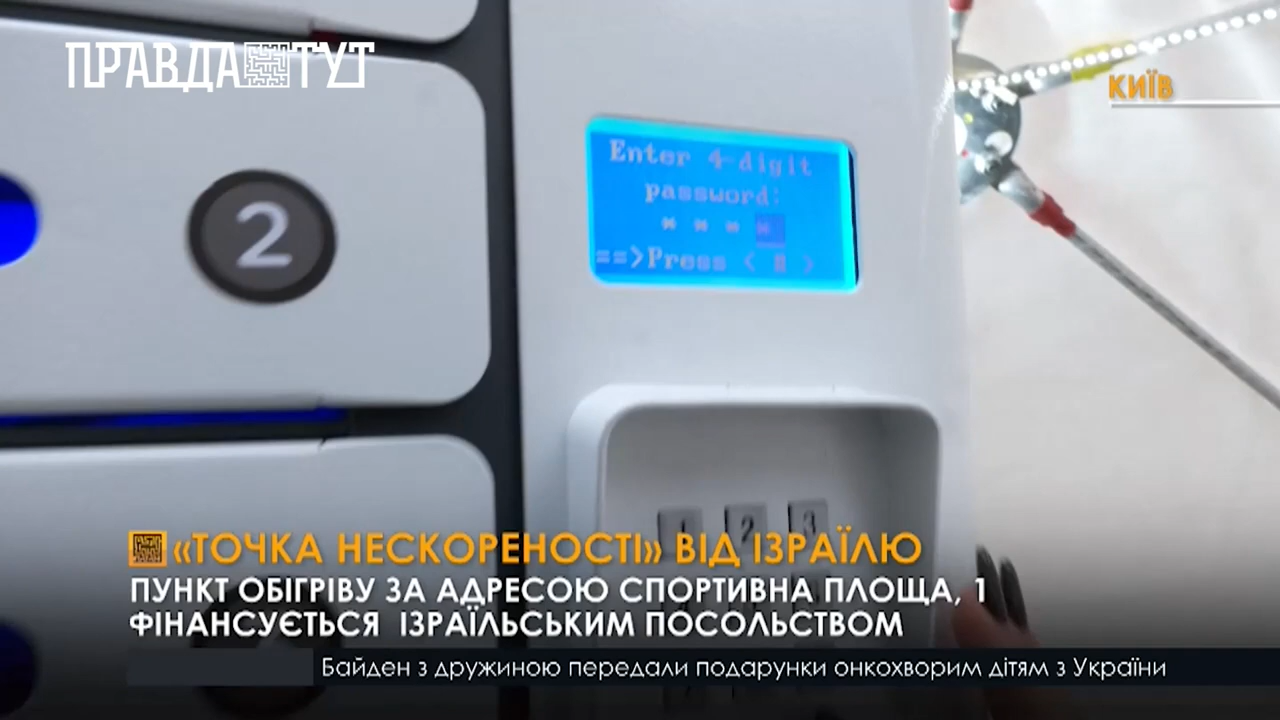 ПРАВДА ТУТ
КИЇВ
2
Enter 4-digit
password:
* * * *
==>Press < # >
1 2 3
«ТОЧКА НЕСКОРЕНОСТІ» ВІД ІЗРАЇЛЮ
ПУНКТ ОБІГРІВУ ЗА АДРЕСОЮ СПОРТИВНА ПЛОЩА, 1
ФІНАНСУЄТЬСЯ ІЗРАЇЛЬСЬКИМ ПОСОЛЬСТВОМ
Байден з дружиною передали подарунки онкохворим дітям з України